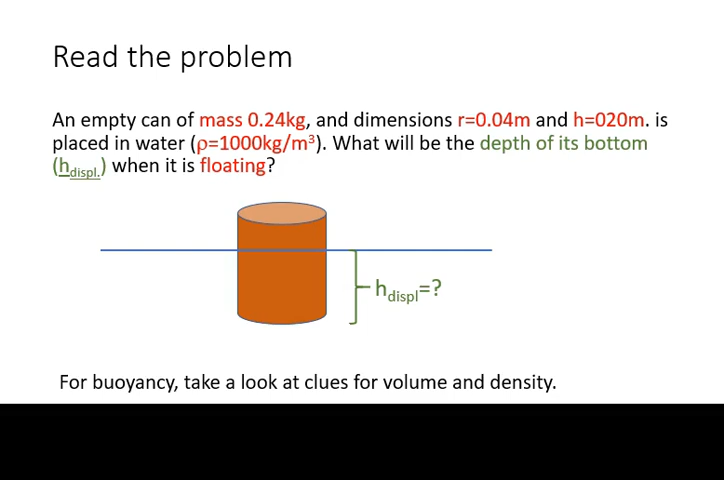 Read the problem
An empty can of mass 0.24kg, and dimensions r=0.04m and h=020m. is
placed in water (ρ=1000kg/m³). What will be the depth of its bottom
(h_displ.) when it is floating?
h_displ=?
For buoyancy, take a look at clues for volume and density.